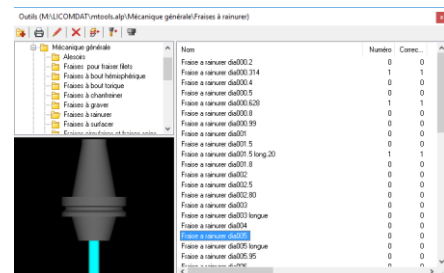 Outils (M:\LICOMDAT\mtools.alp\Mécanique générale\Fraises à rainurer)
Mécanique générale
Alesoirs
Fraises pour fraiser filets
Fraises à bout hémisphérique
Fraises à bout torique
Fraises à chanfreiner
Fraises à graver
Fraises à rainurer
Fraises à surfacer
Nom Numéro Correc...
Fraise a rainurer dia000.2 0 0
Fraise a rainurer dia000.314 1 1
Fraise a rainurer dia000.4 0 0
Fraise a rainurer dia000.5 0 0
Fraise a rainurer dia000.628 1 1
Fraise a rainurer dia000.8 0 0
Fraise a rainurer dia000.99 0 0
Fraise a rainurer dia001 0 0
Fraise a rainurer dia001.5 0 0
Fraise a rainurer dia001.5 long.20 1 1
Fraise a rainurer dia001.8 0 0
Fraise a rainurer dia002 0 0
Fraise a rainurer dia002.5 0 0
Fraise a rainurer dia002.80 0 0
Fraise a rainurer dia003 0 0
Fraise a rainurer dia003 longue 0 0
Fraise a rainurer dia004 0 0
Fraise a rainurer dia005 0 0
Fraise a rainurer dia005 longue 0 0
Fraise a rainurer dia005.95 0 0
Fraise a rainurer dia006 0 0